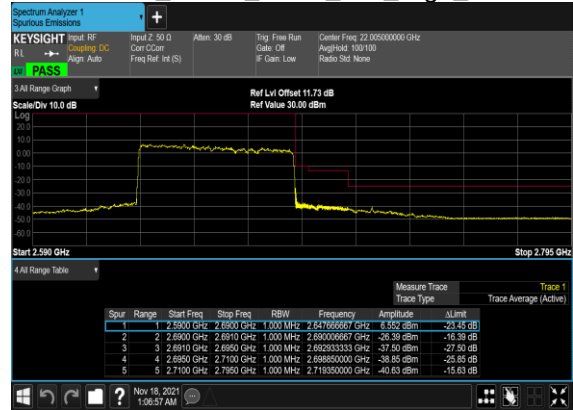 Spectrum Analyzer 1
Spurious Emissions
KEYSIGHT Input: RF Input Z: 50 Ω Atten: 30 dB Trig: Free Run Center Freq: 22.005000000 GHz
RL Coupling: DC Corr CCorr Gate: Off Avg|Hold: 100/100
Align: Auto Freq Ref: Int (S) IF Gain: Low Radio Std: None
PASS
3 All Range Graph
Ref Lvl Offset 11.73 dB
Scale/Div 10.0 dB Ref Value 30.00 dBm
Log
20.0
10.0
0.00
-10.0
-20.0
-30.0
-40.0
-50.0
-60.0
Start 2.590 GHz Stop 2.795 GHz
4 All Range Table
Measure Trace Trace 1
Trace Type Trace Average (Active)
Spur Range Start Freq Stop Freq RBW Frequency Amplitude ΔLimit
1 1 2.5900 GHz 2.6900 GHz 1.000 MHz 2.647666667 GHz 6.552 dBm -23.45 dB
2 2 2.6900 GHz 2.6910 GHz 1.000 MHz 2.690006667 GHz -26.39 dBm -16.39 dB
3 3 2.6910 GHz 2.6950 GHz 1.000 MHz 2.692933333 GHz -37.50 dBm -27.50 dB
4 4 2.6950 GHz 2.7100 GHz 1.000 MHz 2.698850000 GHz -38.85 dBm -25.85 dB
5 5 2.7100 GHz 2.7950 GHz 1.000 MHz 2.719350000 GHz -40.63 dBm -15.63 dB
? Nov 18, 2021
1:06:57 AM